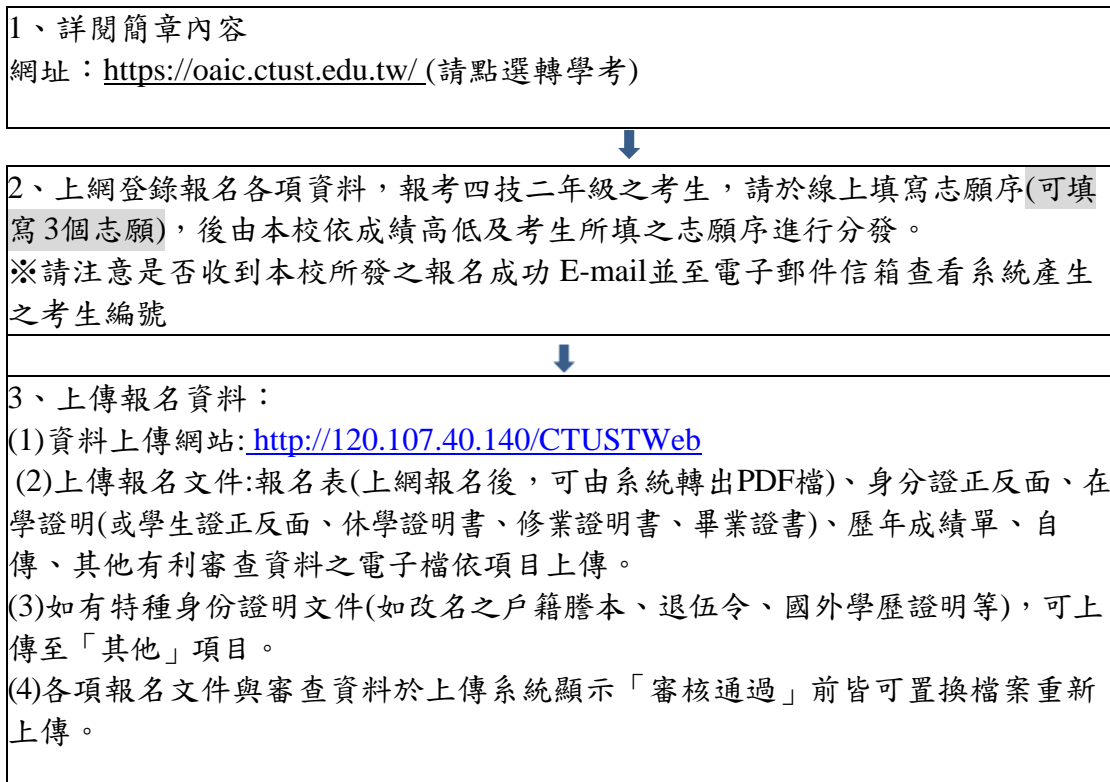 1、詳閱簡章內容
網址：https://oaic.ctust.edu.tw/ (請點選轉學考)
2、上網登錄報名各項資料，報考四技二年級之考生，請於線上填寫志願序(可填
寫 3個志願)，後由本校依成績高低及考生所填之志願序進行分發。
※請注意是否收到本校所發之報名成功 E-mail並至電子郵件信箱查看系統產生
之考生編號
3、上傳報名資料：
(1)資料上傳網站: http://120.107.40.140/CTUSTWeb
(2)上傳報名文件:報名表(上網報名後，可由系統轉出PDF檔)、身分證正反面、在
學證明(或學生證正反面、休學證明書、修業證明書、畢業證書)、歷年成績單、自
傳、其他有利審查資料之電子檔依項目上傳。
(3)如有特種身份證明文件(如改名之戶籍謄本、退伍令、國外學歷證明等)，可上
傳至「其他」項目。
(4)各項報名文件與審查資料於上傳系統顯示「審核通過」前皆可置換檔案重新
上傳。